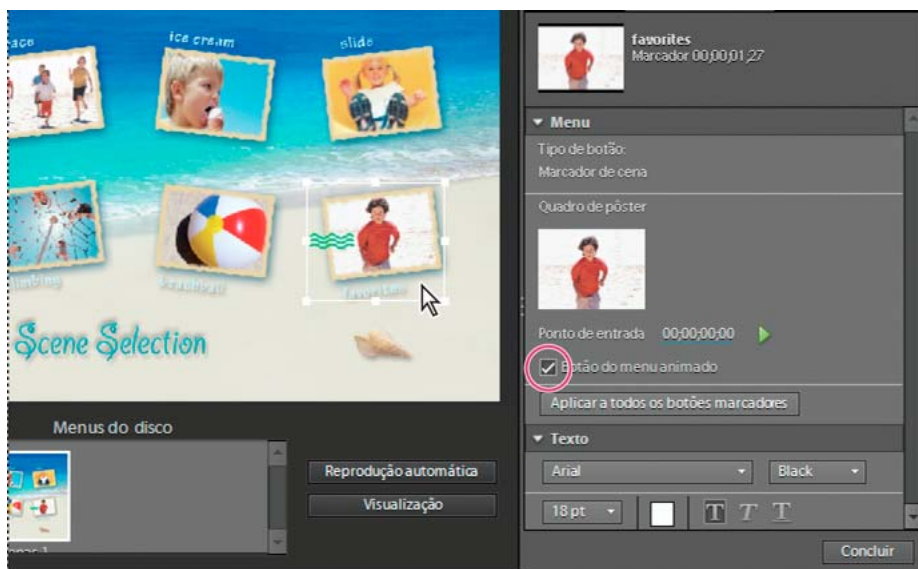 ice cream
slide
favorites
Scene Selection
Menus do disco
Reprodução automática
Visualização
favorites
Marcador 00;00;01;27
Menu
Tipo de botão:
Marcador de cena
Quadro de pôster
Ponto de entrada 00;00;00;00
Botão do menu animado
Aplicar a todos os botões marcadores
Texto
Arial
Black
18 pt
T T T
Concluir